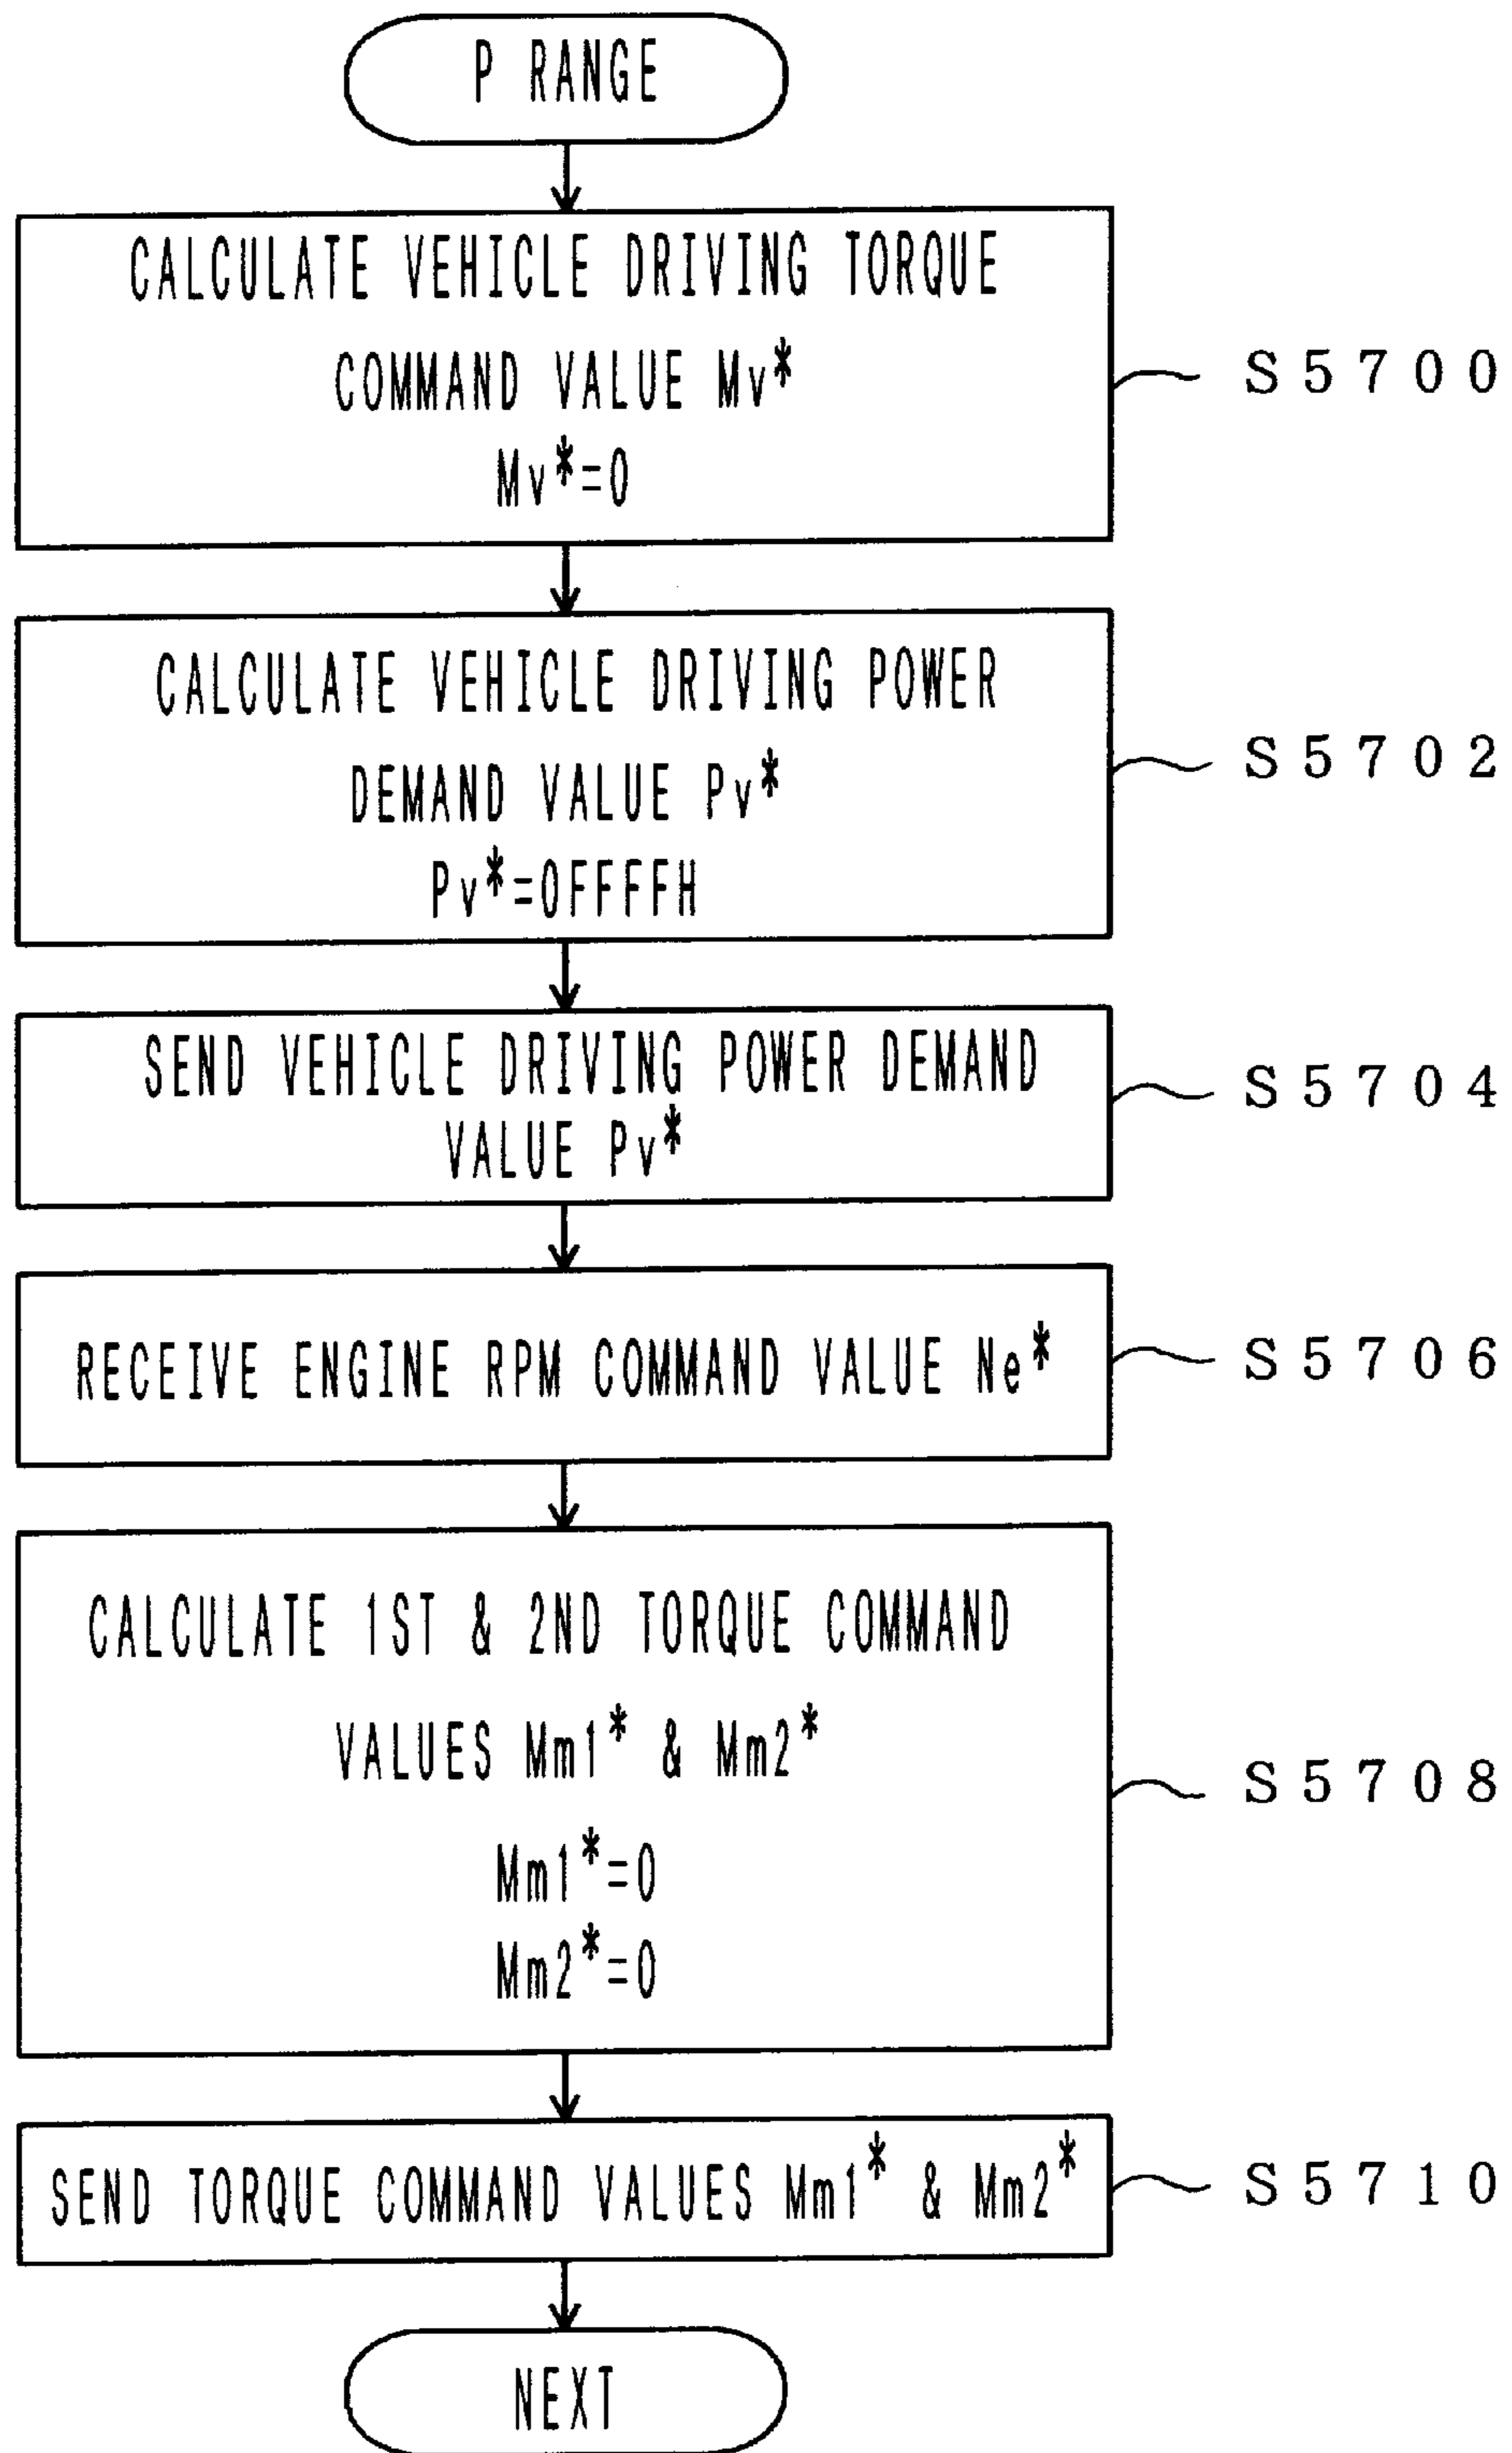 P RANGE
CALCULATE VEHICLE DRIVING TORQUE
COMMAND VALUE Mv*
Mv*=0
S5700
CALCULATE VEHICLE DRIVING POWER
DEMAND VALUE Pv*
Pv*=0FFFFH
S5702
SEND VEHICLE DRIVING POWER DEMAND
VALUE Pv*
S5704
RECEIVE ENGINE RPM COMMAND VALUE Ne*
S5706
CALCULATE 1ST & 2ND TORQUE COMMAND
VALUES Mm1* & Mm2*
Mm1*=0
Mm2*=0
S5708
SEND TORQUE COMMAND VALUES Mm1* & Mm2*
S5710
NEXT